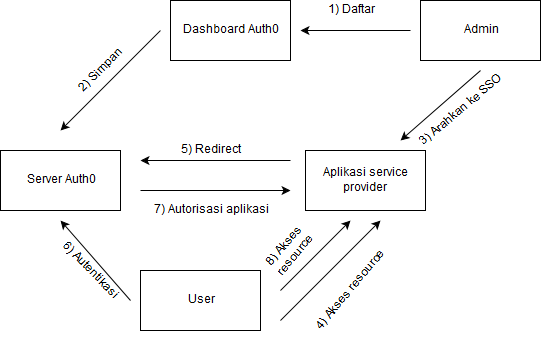 1) Daftar
Dashboard Auth0
Admin
2) Simpan
3) Arahkan ke SSO
5) Redirect
Server Auth0
Aplikasi service
provider
7) Autorisasi aplikasi
6) Autentikasi
8) Akses
resource
4) Akses resource
User